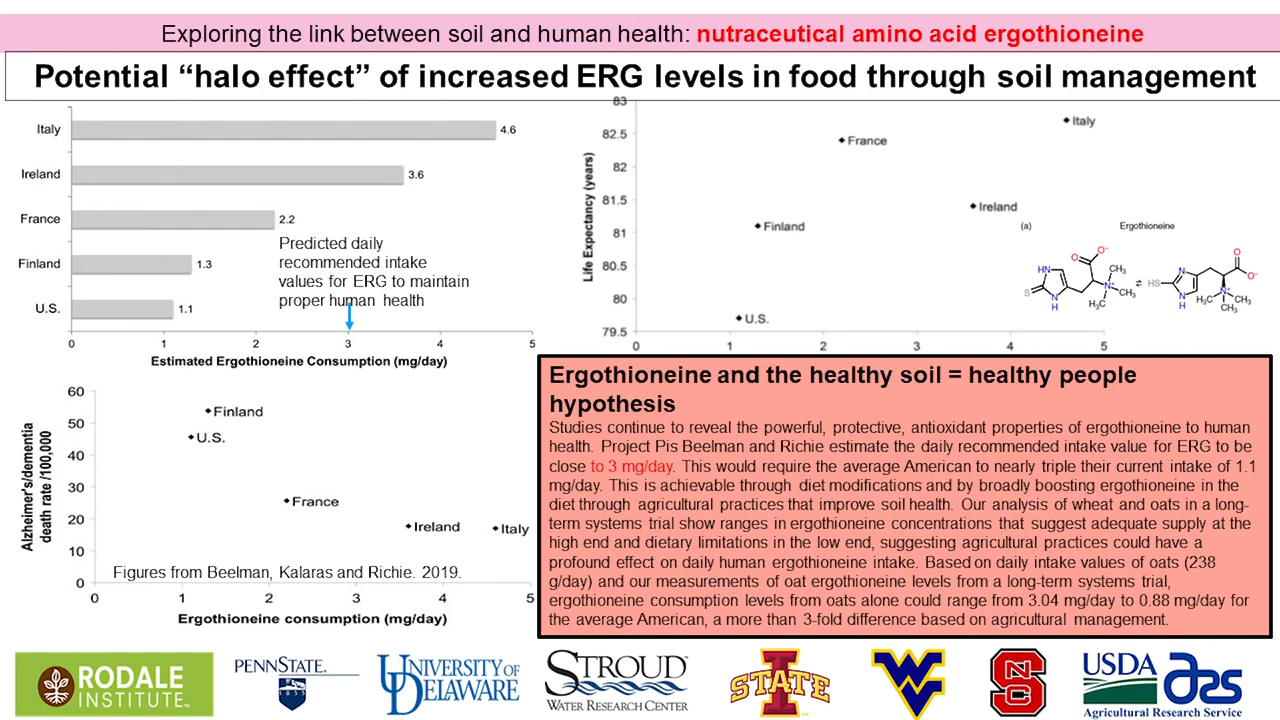 Exploring the link between soil and human health: nutraceutical amino acid ergothioneine
Potential “halo effect” of increased ERG levels in food through soil management
Italy
4.6
Ireland
3.6
France
2.2
Finland
1.3
U.S.
1.1
Predicted daily
recommended intake
values for ERG to maintain
proper human health
0 1 2 3 4 5
Estimated Ergothioneine Consumption (mg/day)
83
82.5
82
81.5
81
80.5
80
79.5
Life Expectancy (years)
Italy
France
Ireland
Finland
U.S.
0 1 2 3 4 5
(a) Ergothioneine
HN
S
N
H
O
O⁻
N⁺
CH₃
CH₃
H₃C
⇌
HS
N
N
H
O
O⁻
N⁺
H₃C
CH₃
CH₃
60
50
40
30
20
10
0
Alzheimer's/dementia
death rate /100,000
Finland
U.S.
France
Ireland
Italy
Figures from Beelman, Kalaras and Richie. 2019.
0 1 2 3 4 5
Ergothioneine consumption (mg/day)
Ergothioneine and the healthy soil = healthy people
hypothesis
Studies continue to reveal the powerful, protective, antioxidant properties of ergothioneine to human
health. Project Pis Beelman and Richie estimate the daily recommended intake value for ERG to be
close to 3 mg/day. This would require the average American to nearly triple their current intake of 1.1
mg/day. This is achievable through diet modifications and by broadly boosting ergothioneine in the
diet through agricultural practices that improve soil health. Our analysis of wheat and oats in a long-
term systems trial show ranges in ergothioneine concentrations that suggest adequate supply at the
high end and dietary limitations in the low end, suggesting agricultural practices could have a
profound effect on daily human ergothioneine intake. Based on daily intake values of oats (238
g/day) and our measurements of oat ergothioneine levels from a long-term systems trial,
ergothioneine consumption levels from oats alone could range from 3.04 mg/day to 0.88 mg/day for
the average American, a more than 3-fold difference based on agricultural management.
RODALE
INSTITUTE
PENNSTATE
1855
UNIVERSITY OF
DELAWARE
STROUD
WATER RESEARCH CENTER
I
STATE
WV
NCS
USDA ars
Agricultural Research Service